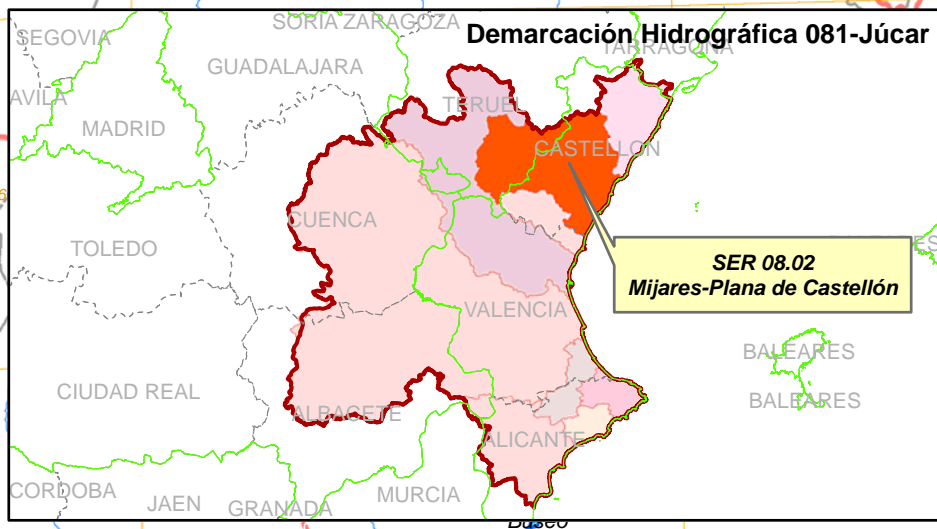 Demarcación Hidrográfica 081-Júcar
SORIA ZARAGOZA
SEGOVIA
TARRAGONA
GUADALAJARA
AVILA
TERUEL
MADRID
CASTELLON
CUENCA
TOLEDO
SER 08.02
Mijares-Plana de Castellón
VALENCIA
BALEARES
CIUDAD REAL
BALEARES
ALBACETE
ALICANTE
CORDOBA
JAEN
GRANADA
MURCIA